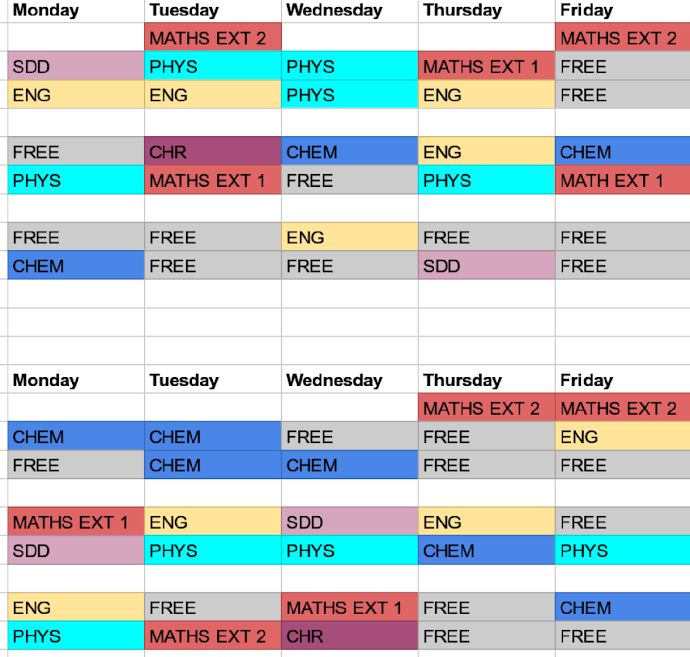 Monday Tuesday Wednesday Thursday Friday
MATHS EXT 2 MATHS EXT 2
SDD PHYS PHYS MATHS EXT 1 FREE
ENG ENG PHYS ENG FREE
FREE CHR CHEM ENG CHEM
PHYS MATHS EXT 1 FREE PHYS MATH EXT 1
FREE FREE ENG FREE FREE
CHEM FREE FREE SDD FREE
Monday Tuesday Wednesday Thursday Friday
MATHS EXT 2 MATHS EXT 2
CHEM CHEM FREE FREE ENG
FREE CHEM CHEM FREE FREE
MATHS EXT 1 ENG SDD ENG FREE
SDD PHYS PHYS CHEM PHYS
ENG FREE MATHS EXT 1 FREE CHEM
PHYS MATHS EXT 2 CHR FREE FREE